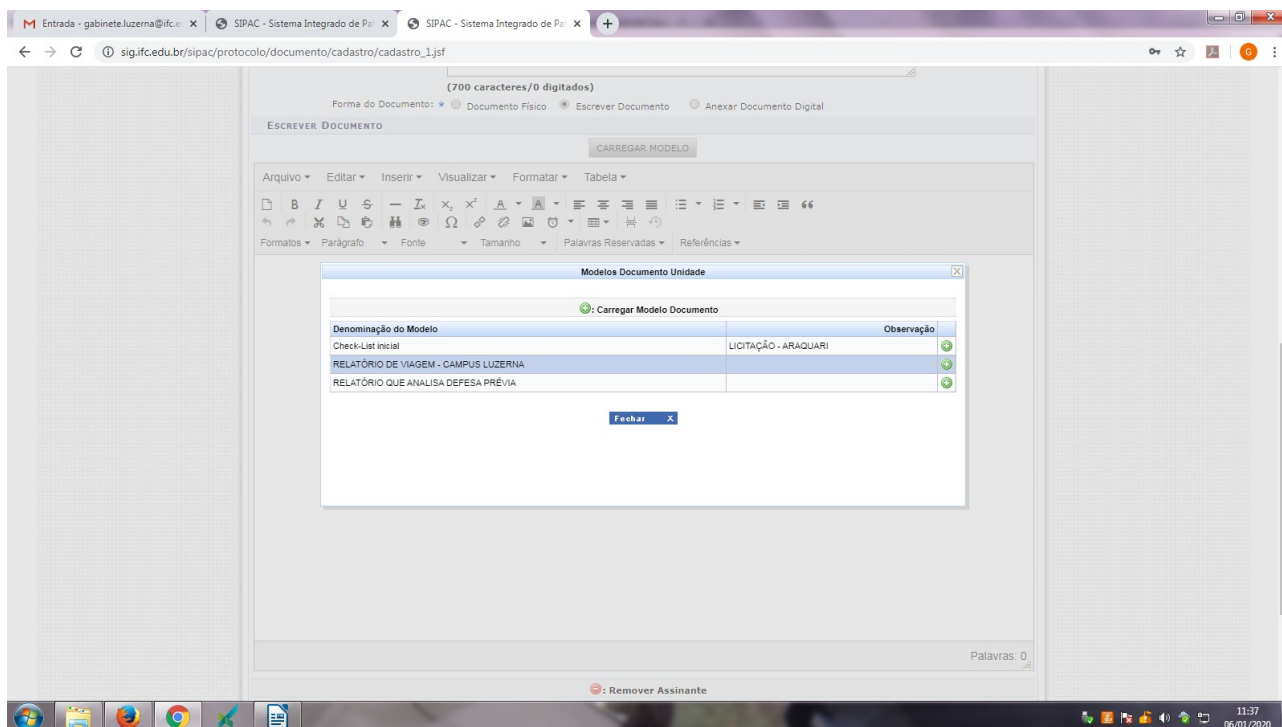 Entrada - gabinete.luzerna@ifc.e
SIPAC - Sistema Integrado de Pa
SIPAC - Sistema Integrado de Pa
sig.ifc.edu.br/sipac/protocolo/documento/cadastro/cadastro_1.jsf
G
(700 caracteres/0 digitados)
Forma do Documento: Documento Físico Escrever Documento Anexar Documento Digital
ESCREVER DOCUMENTO
CARREGAR MODELO
Arquivo Editar Inserir Visualizar Formatar Tabela
Formatos Parágrafo Fonte Tamanho Palavras Reservadas Referências
Modelos Documento Unidade
: Carregar Modelo Documento
Denominação do Modelo Observação
Check-List inicial LICITAÇÃO - ARAQUARI
RELATÓRIO DE VIAGEM - CAMPUS LUZERNA
RELATÓRIO QUE ANALISA DEFESA PRÉVIA
Fechar X
Palavras: 0
: Remover Assinante
11:37
06/01/2020